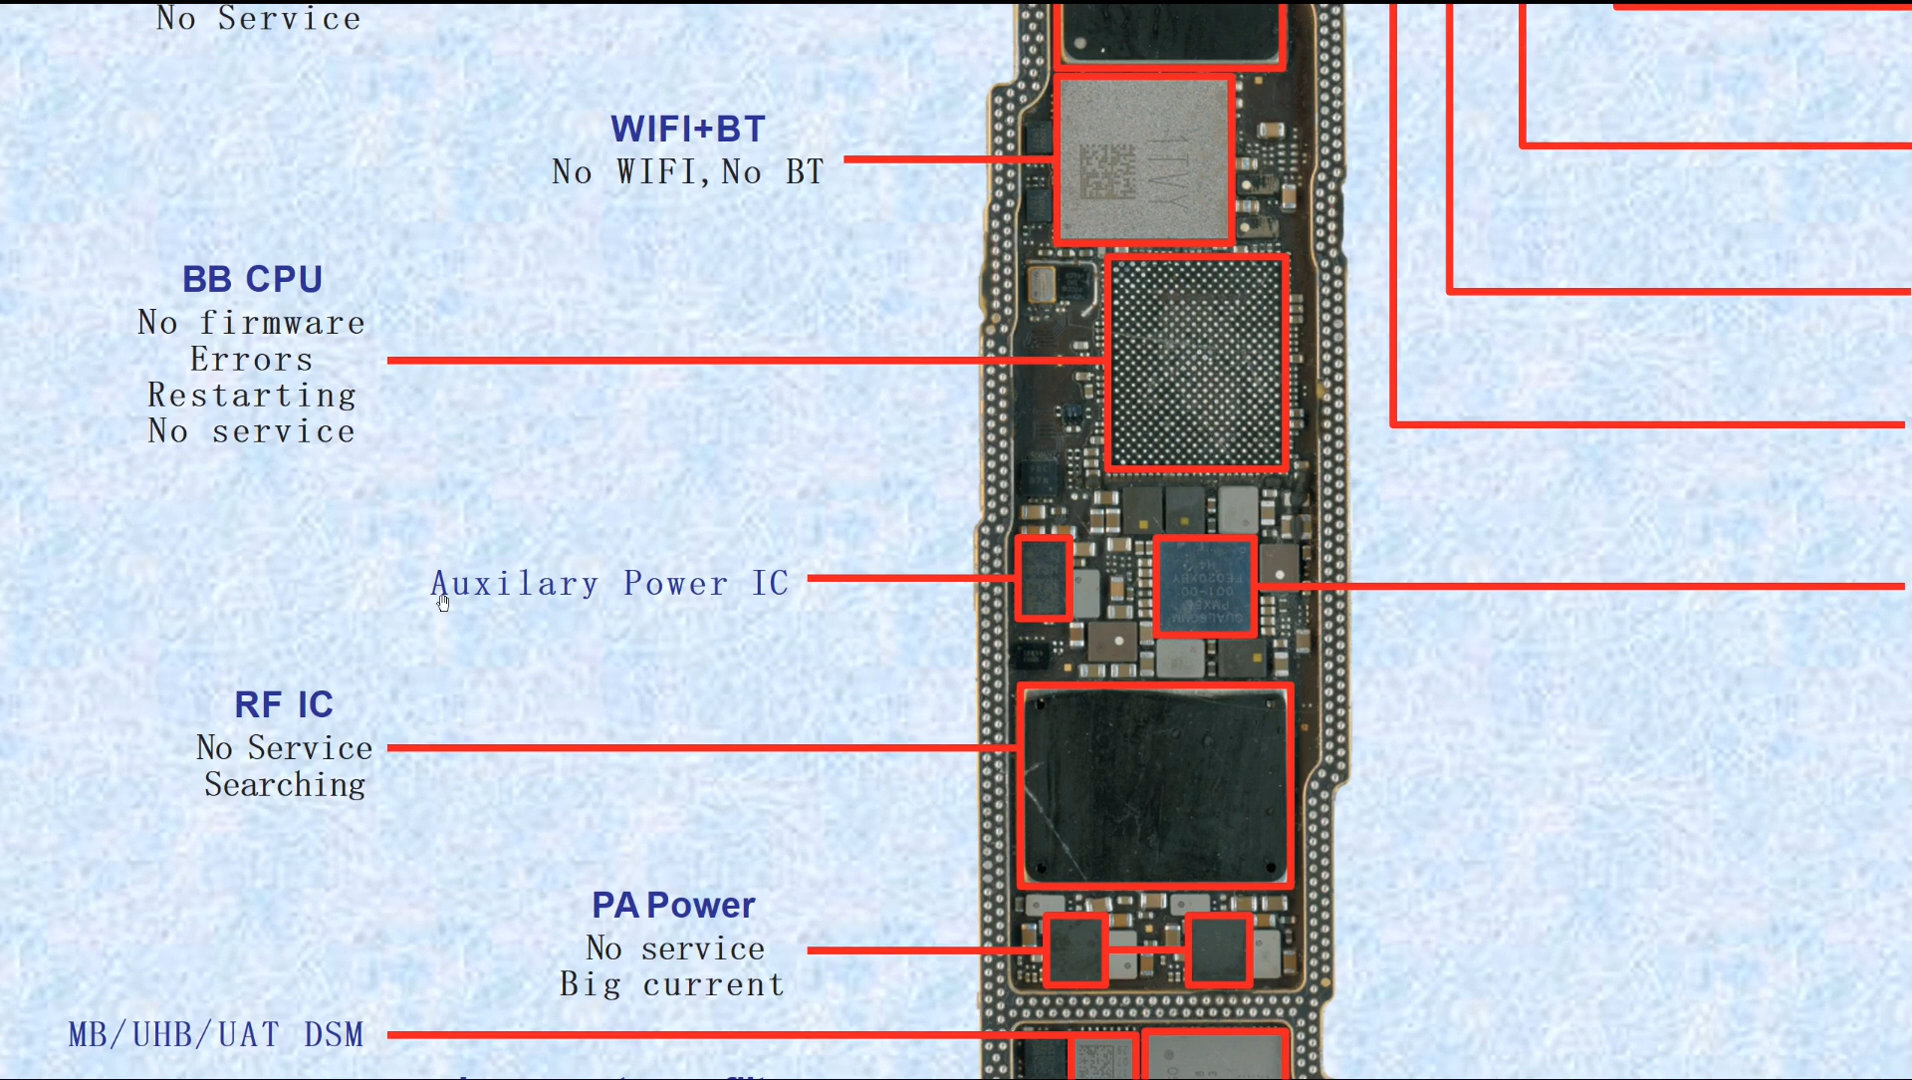 No Service
WIFI+BT
No WIFI,No BT
BB CPU
No firmware
Errors
Restarting
No service
Auxilary Power IC
RF IC
No Service
Searching
PA Power
No service
Big current
MB/UHB/UAT DSM